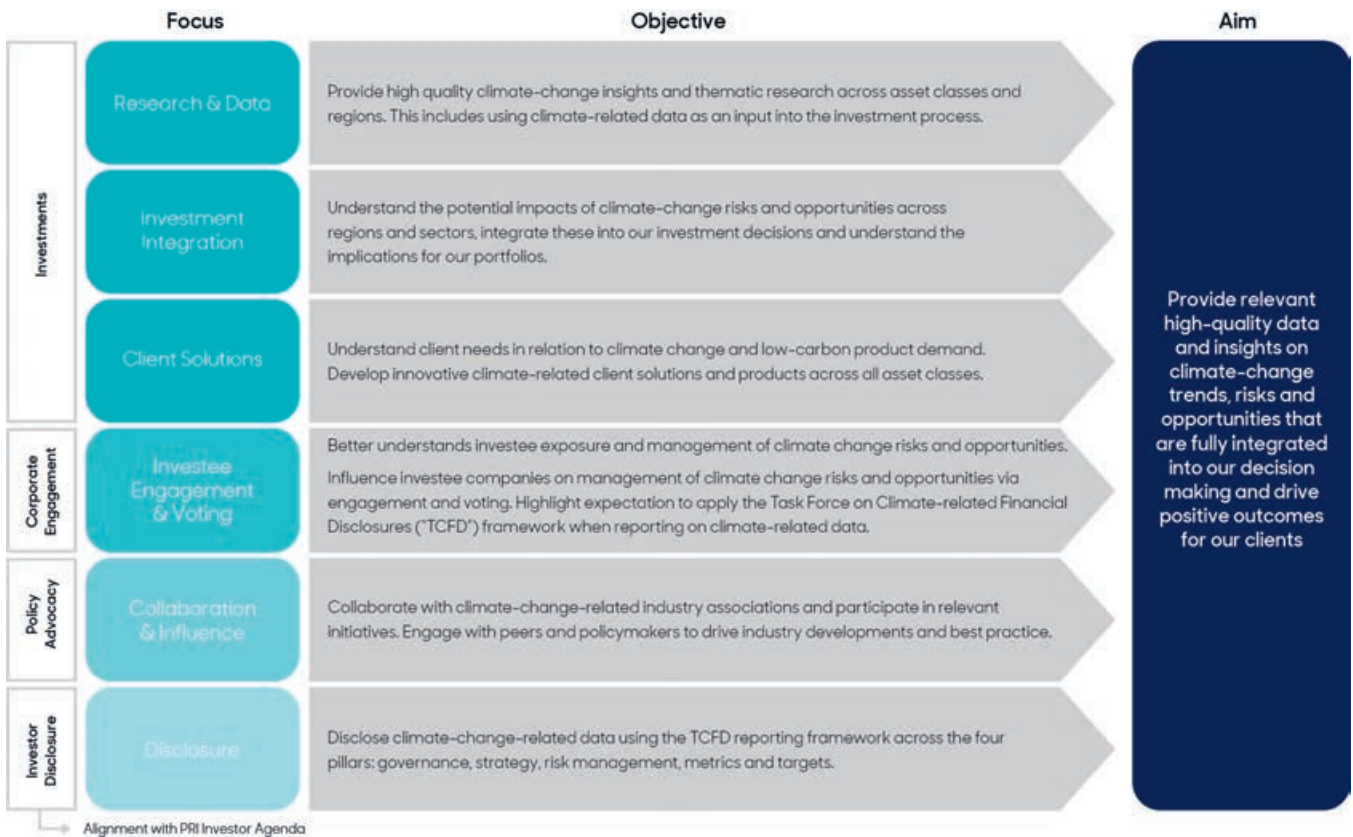 Focus
Objective
Aim
Investments
Research & Data
Provide high quality climate-change insights and thematic research across asset classes and
regions. This includes using climate-related data as an input into the investment process.
Investment
Integration
Understand the potential impacts of climate-change risks and opportunities across
regions and sectors, integrate these into our investment decisions and understand the
implications for our portfolios.
Client Solutions
Understand client needs in relation to climate change and low-carbon product demand.
Develop innovative climate-related client solutions and products across all asset classes.
Corporate
Engagement
Investee
Engagement
& Voting
Better understands investee exposure and management of climate change risks and opportunities.
Influence investee companies on management of climate change risks and opportunities via
engagement and voting. Highlight expectation to apply the Task Force on Climate-related Financial
Disclosures ("TCFD") framework when reporting on climate-related data.
Policy
Advocacy
Collaboration
& Influence
Collaborate with climate-change-related industry associations and participate in relevant
initiatives. Engage with peers and policymakers to drive industry developments and best practice.
Investor
Disclosure
Disclosure
Disclose climate-change-related data using the TCFD reporting framework across the four
pillars: governance, strategy, risk management, metrics and targets.
Provide relevant
high-quality data
and insights on
climate-change
trends, risks and
opportunities that
are fully integrated
into our decision
making and drive
positive outcomes
for our clients
Alignment with PRI Investor Agenda